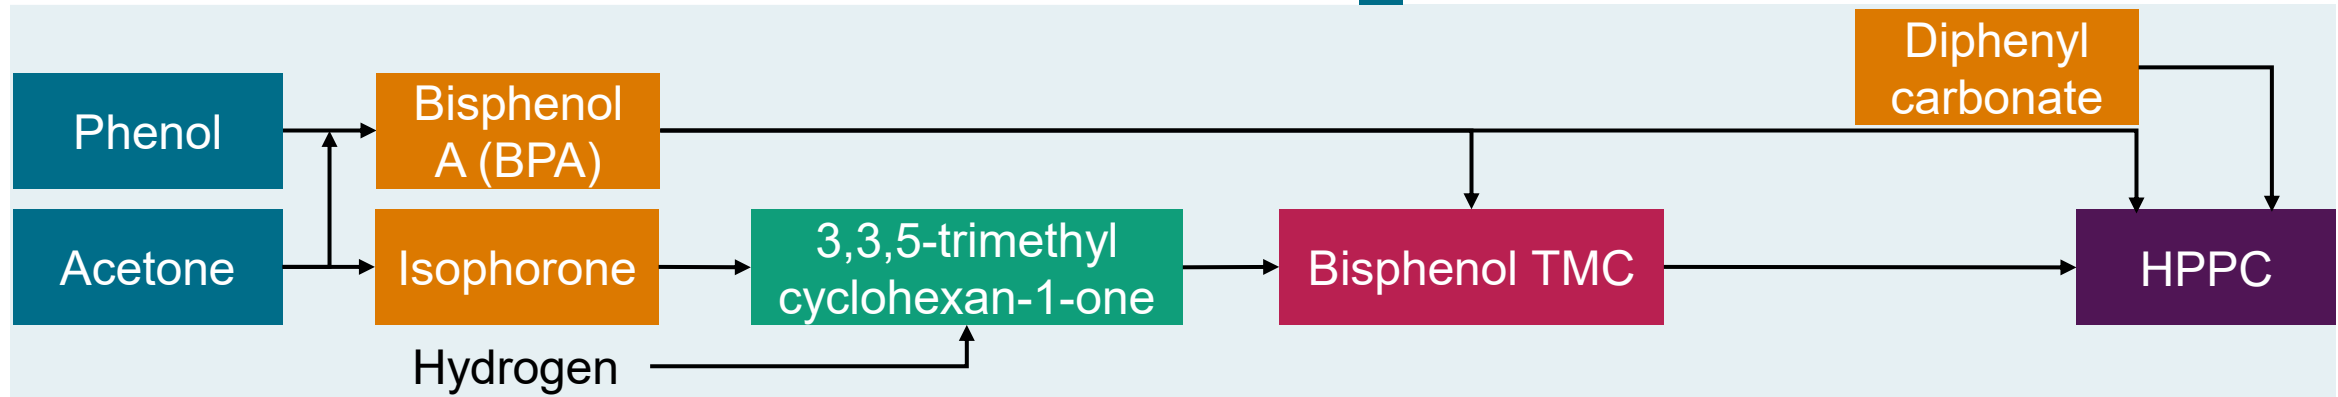 Diphenyl
carbonate
Phenol
Bisphenol
A (BPA)
Acetone
Isophorone
3,3,5-trimethyl
cyclohexan-1-one
Bisphenol TMC
HPPC
Hydrogen